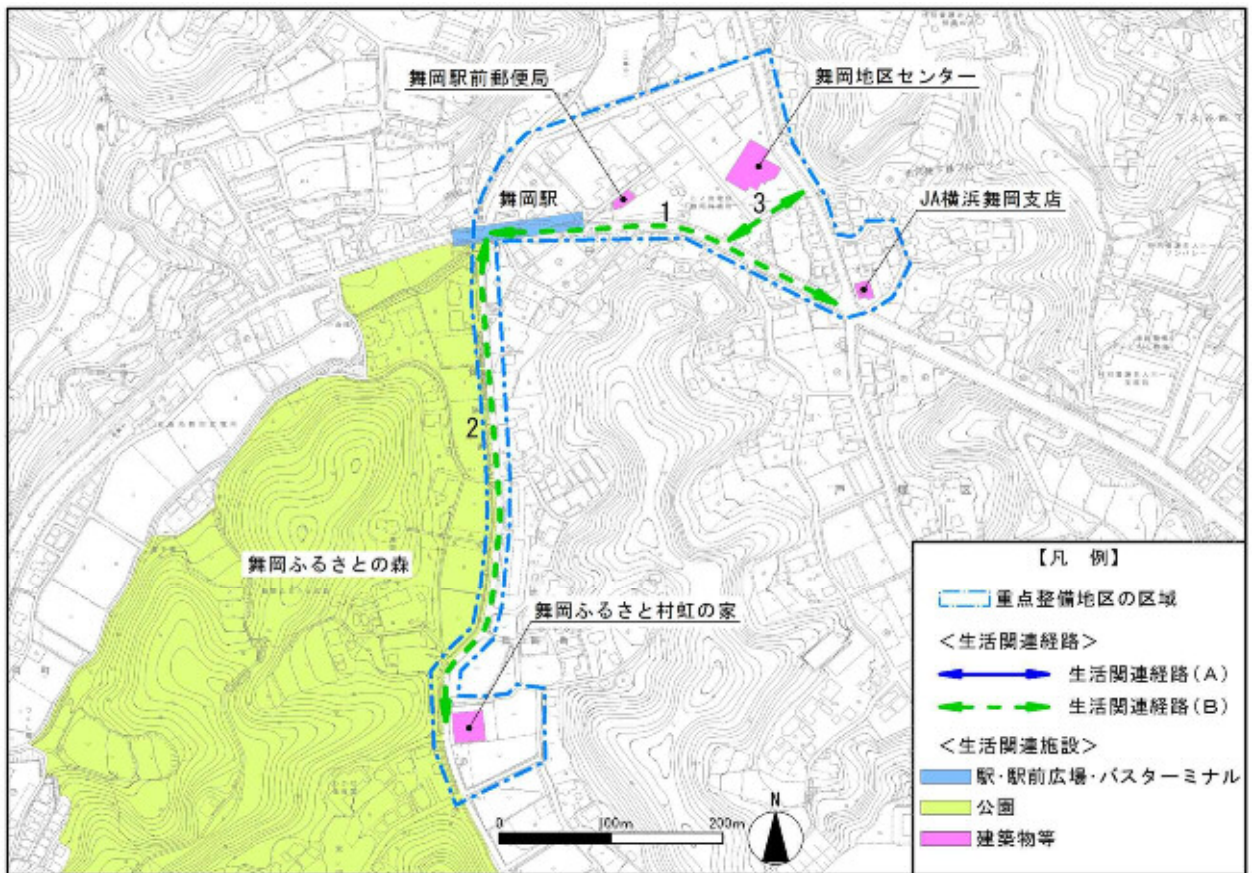 舞岡駅前郵便局
舞岡地区センター
舞岡駅
1
3
JA横浜舞岡支店
2
戸塚区
舞岡ふるさとの森
舞岡ふるさと村虹の家
0 100m 200m
N
【凡 例】
重点整備地区の区域
<生活関連経路>
生活関連経路(A)
生活関連経路(B)
<生活関連施設>
駅・駅前広場・バスターミナル
公園
建築物等